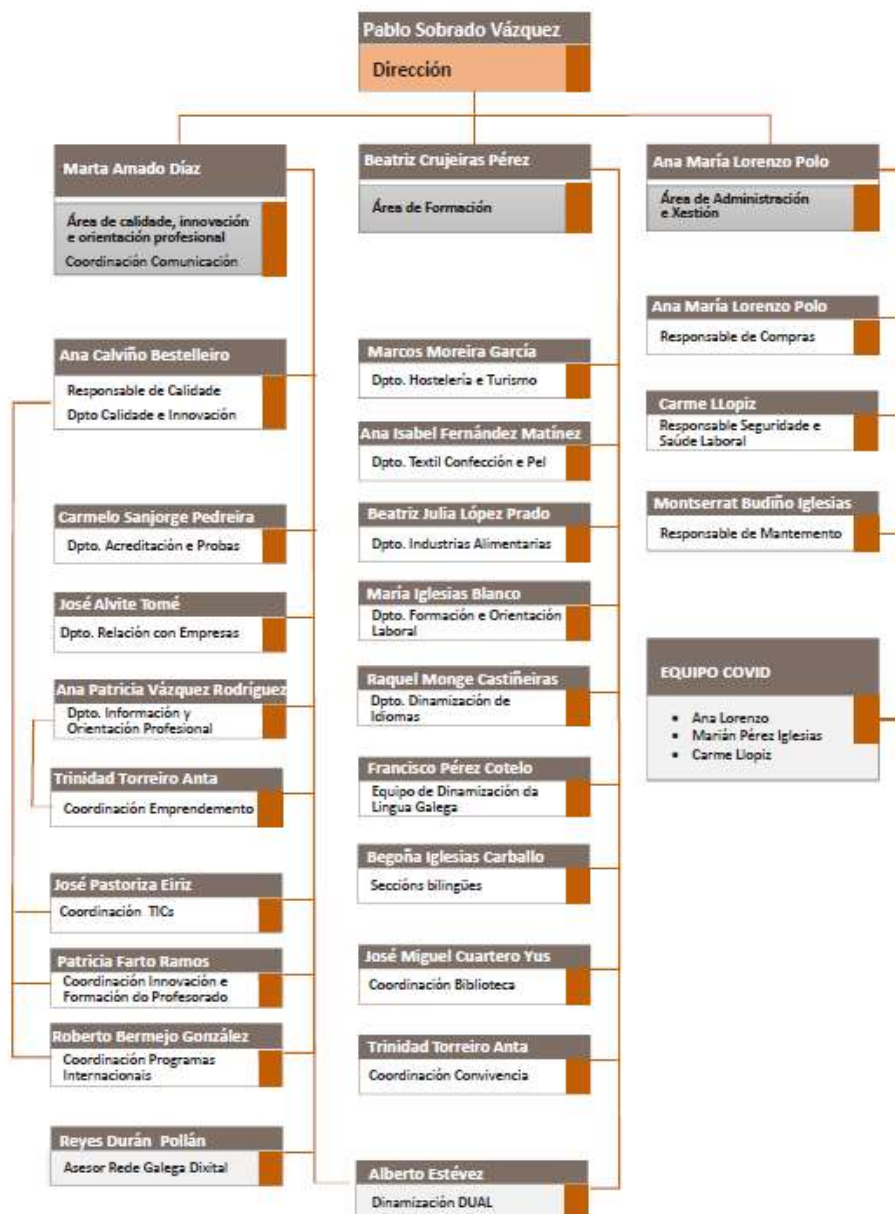 Pablo Sobrado Vázquez
Dirección
Marta Amado Díaz
Área de calidade, innovación
e orientación profesional
Coordinación Comunicación
Ana Calviño Bestelleiro
Responsable de Calidade
Dpto Calidade e Innovación
Carmelo Sanjorge Pedreira
Dpto. Acreditación e Probas
José Alvite Tomé
Dpto. Relación con Empresas
Ana Patricia Vázquez Rodríguez
Dpto. Información y
Orientación Profesional
Trinidad Torreiro Anta
Coordinación Emprendemento
José Pastoriza Eiriz
Coordinación TICs
Patricia Farto Ramos
Coordinación Innovación e
Formación do Profesorado
Roberto Bermejo González
Coordinación Programas
Internacionais
Reyes Durán Pollán
Asesor Rede Galega Dixital
Beatriz Crujeiras Pérez
Área de Formación
Marcos Moreira García
Dpto. Hostelería e Turismo
Ana Isabel Fernández Matínez
Dpto. Textil Confección e Pel
Beatriz Julia López Prado
Dpto. Industrias Alimentarias
María Iglesias Blanco
Dpto. Formación e Orientación
Laboral
Raquel Monge Castiñeiras
Dpto. Dinamización de
Idiomas
Francisco Pérez Cotelo
Equipo de Dinamización da
Lingua Galega
Begoña Iglesias Carballo
Seccións bilingües
José Miguel Cuartero Yus
Coordinación Biblioteca
Trinidad Torreiro Anta
Coordinación Convivencia
Alberto Estévez
Dinamización DUAL
Ana María Lorenzo Polo
Área de Administración
e Xestión
Ana María Lorenzo Polo
Responsable de Compras
Carme LLopiz
Responsable Seguridade e
Saúde Laboral
Montserrat Budiño Iglesias
Responsable de Mantemento
EQUIPO COVID
• Ana Lorenzo
• Marián Pérez Iglesias
• Carme Llopiz